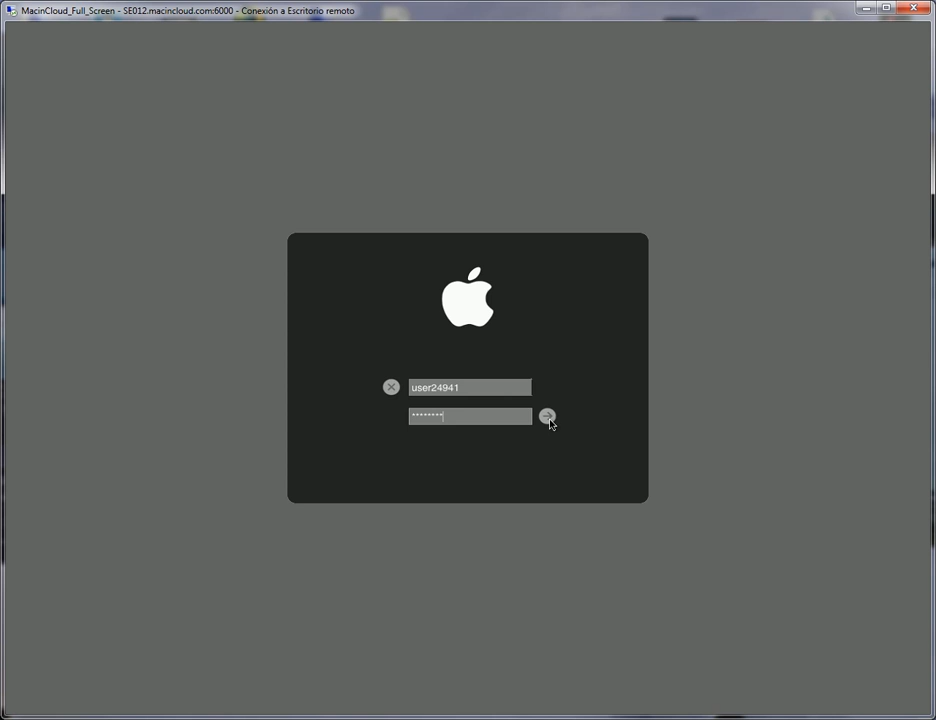 MacinCloud_Full_Screen - SE012.macincloud.com:6000 - Conexión a Escritorio remoto
user24941
********